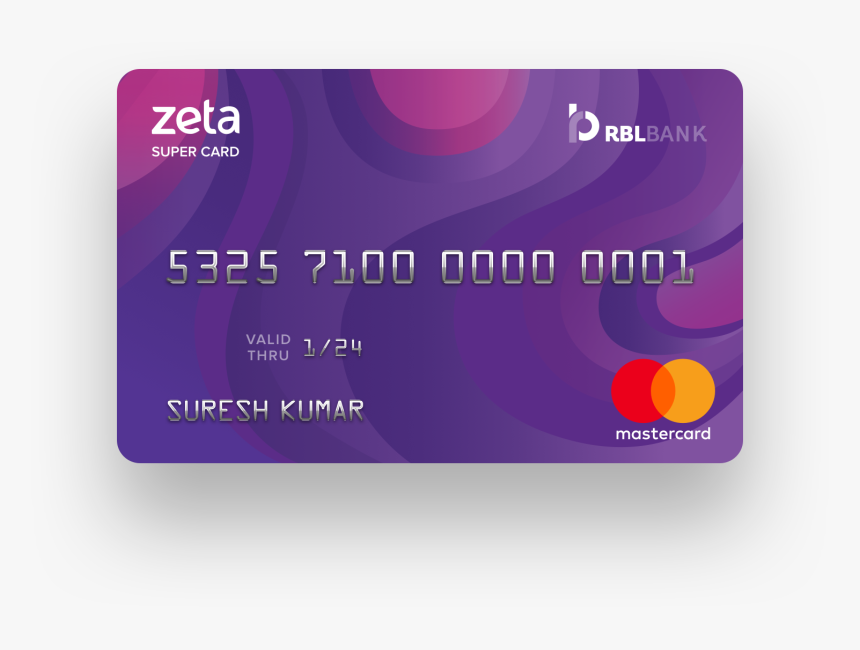 zeta
SUPER CARD
RBLBANK
5325 7100 0000 0001
VALID
THRU
1/24
SURESH KUMAR
mastercard